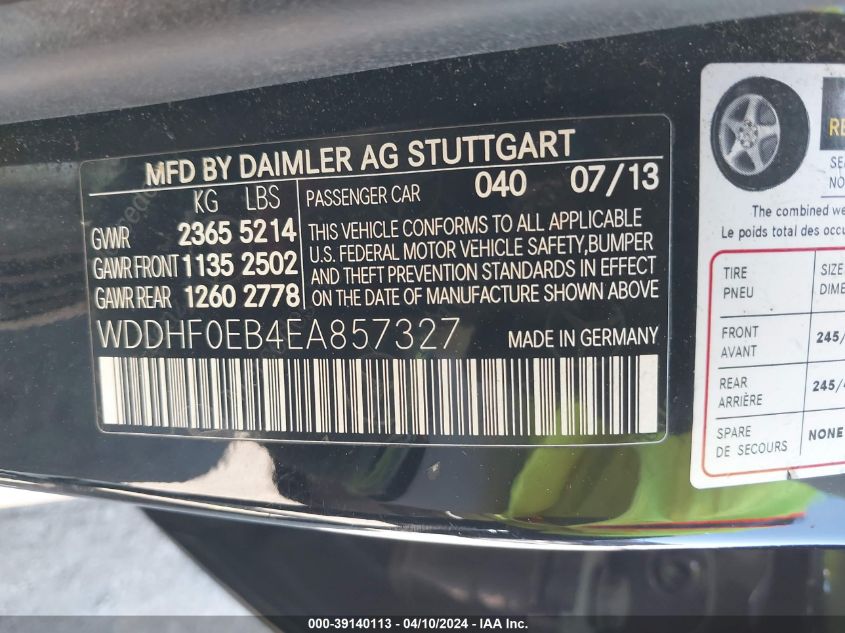 MFD BY DAIMLER AG STUTTGART
KG LBS
GVWR 2365 5214
GAWR FRONT 1135 2502
GAWR REAR 1260 2778
PASSENGER CAR 040 07/13
THIS VEHICLE CONFORMS TO ALL APPLICABLE
U.S. FEDERAL MOTOR VEHICLE SAFETY, BUMPER
AND THEFT PREVENTION STANDARDS IN EFFECT
ON THE DATE OF MANUFACTURE SHOWN ABOVE
WDDHF0EB4EA857327 MADE IN GERMANY
The combined
Le poids total des
TIRE
PNEU
SIZE
FRONT
AVANT
245/
REAR
ARRIÈRE
245/
SPARE
DE SECOURS
NONE
000-39140113 - 04/10/2024 - IAA Inc.